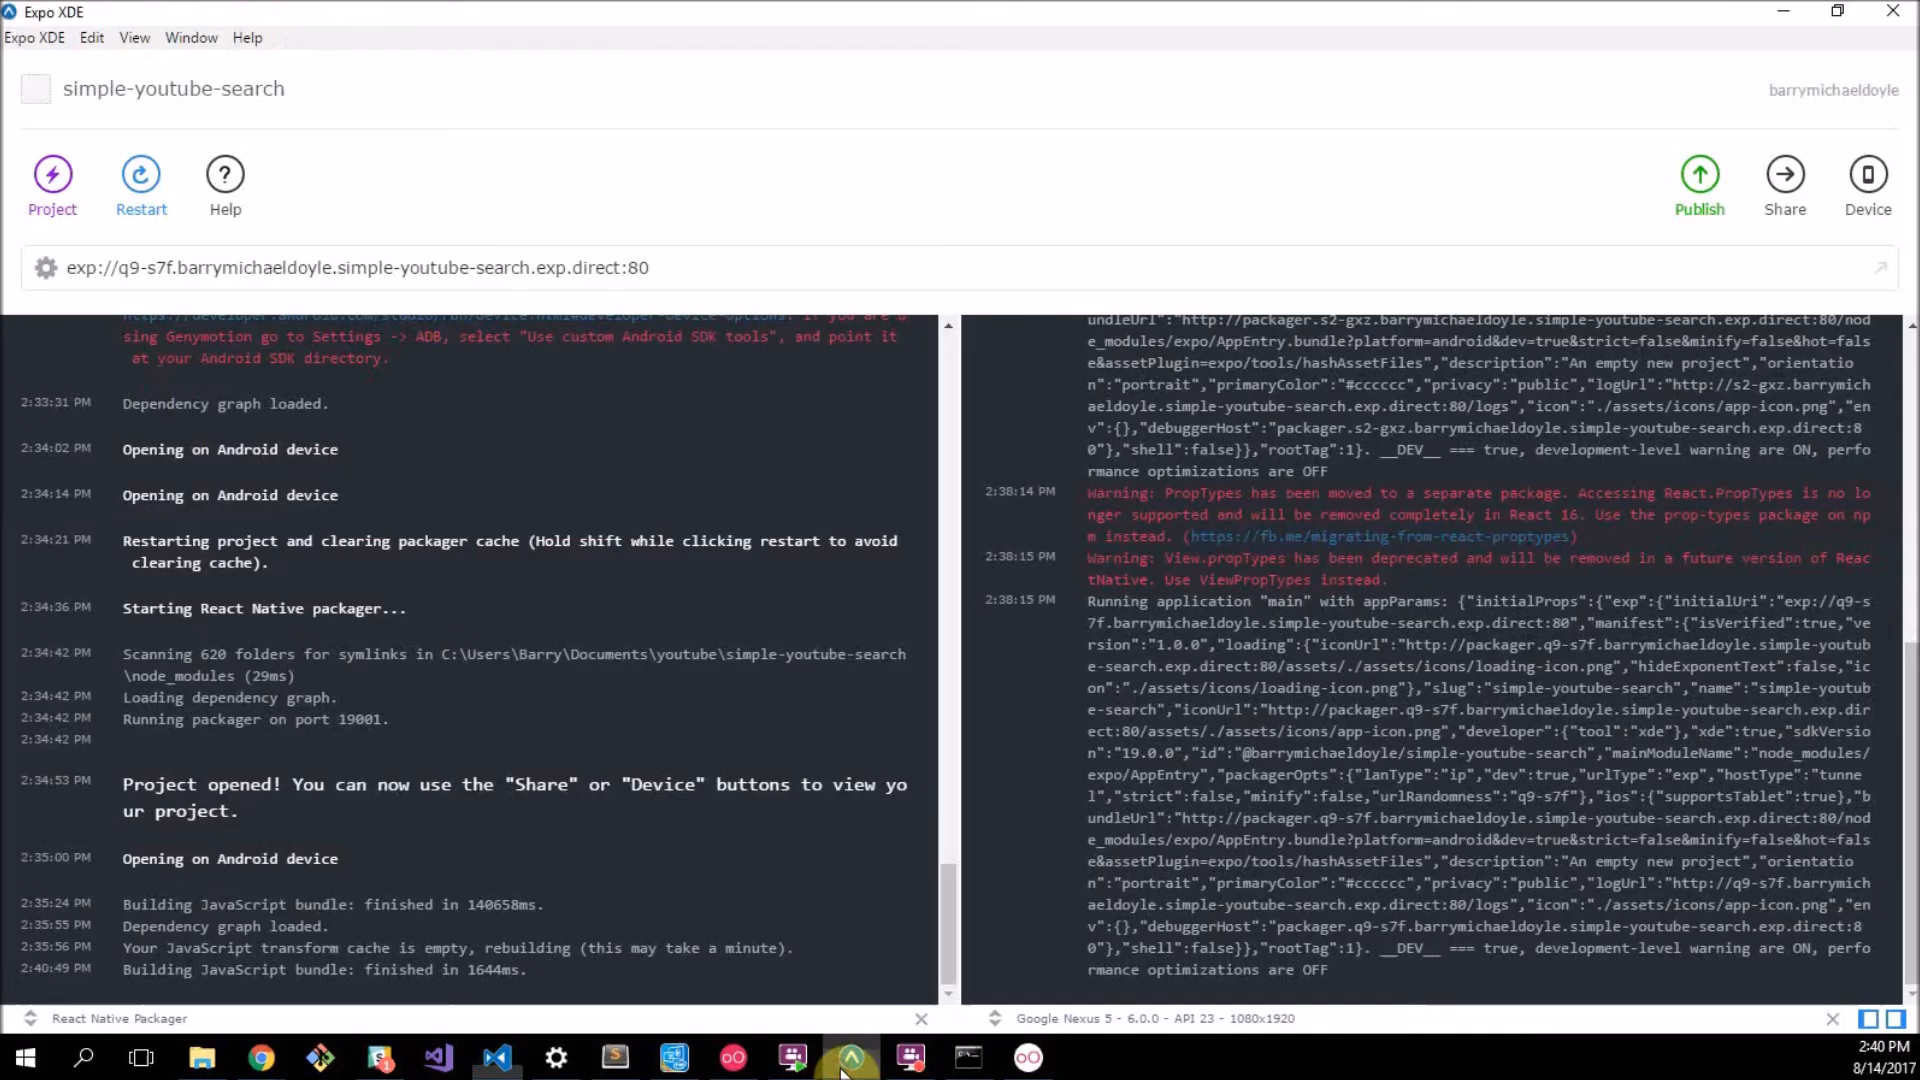 Expo XDE
Expo XDE Edit View Window Help
simple-youtube-search
barrymichaeldoyle
Project Restart Help
Publish Share Device
exp://q9-s7f.barrymichaeldoyle.simple-youtube-search.exp.direct:80
sing Genymotion go to Settings -> ADB, select "Use custom Android SDK tools", and point it
at your Android SDK directory.
2:33:31 PM Dependency graph loaded.
2:34:02 PM Opening on Android device
2:34:14 PM Opening on Android device
2:34:21 PM Restarting project and clearing packager cache (Hold shift while clicking restart to avoid
clearing cache).
2:34:36 PM Starting React Native packager...
2:34:42 PM Scanning 620 folders for symlinks in C:\Users\Barry\Documents\youtube\simple-youtube-search
\node_modules (29ms)
2:34:42 PM Loading dependency graph.
2:34:42 PM Running packager on port 19001.
2:34:42 PM
2:34:53 PM Project opened! You can now use the "Share" or "Device" buttons to view yo
ur project.
2:35:00 PM Opening on Android device
2:35:24 PM Building JavaScript bundle: finished in 140658ms.
2:35:55 PM Dependency graph loaded.
2:35:56 PM Your JavaScript transform cache is empty, rebuilding (this may take a minute).
2:40:49 PM Building JavaScript bundle: finished in 1644ms.
React Native Packager
undleUrl":"http://packager.s2-gxz.barrymichaeldoyle.simple-youtube-search.exp.direct:80/nod
e_modules/expo/AppEntry.bundle?platform=android&dev=true&strict=false&minify=false&hot=fals
e&assetPlugin=expo/tools/hashAssetFiles","description":"An empty new project","orientatio
n":"portrait","primaryColor":"#cccccc","privacy":"public","logUrl":"http://s2-gxz.barrymich
aeldoyle.simple-youtube-search.exp.direct:80/logs","icon":"./assets/icons/app-icon.png","en
v":{},"debuggerHost":"packager.s2-gxz.barrymichaeldoyle.simple-youtube-search.exp.direct:8
0"},"shell":false}},"rootTag":1}. __DEV__ === true, development-level warning are ON, perfo
rmance optimizations are OFF
2:38:14 PM Warning: PropTypes has been moved to a separate package. Accessing React.PropTypes is no lo
nger supported and will be removed completely in React 16. Use the prop-types package on np
m instead. (https://fb.me/migrating-from-react-proptypes)
2:38:15 PM Warning: View.propTypes has been deprecated and will be removed in a future version of Reac
tNative. Use ViewPropTypes instead.
2:38:15 PM Running application "main" with appParams: {"initialProps":{"exp":{"initialUri":"exp://q9-s
7f.barrymichaeldoyle.simple-youtube-search.exp.direct:80","manifest":{"isVerified":true,"ve
rsion":"1.0.0","loading":{"iconUrl":"http://packager.q9-s7f.barrymichaeldoyle.simple-youtub
e-search.exp.direct:80/assets/./assets/icons/loading-icon.png","hideExponentText":false,"ic
on":"./assets/icons/loading-icon.png"},"slug":"simple-youtube-search","name":"simple-youtub
e-search","iconUrl":"http://packager.q9-s7f.barrymichaeldoyle.simple-youtube-search.exp.dir
ect:80/assets/./assets/icons/app-icon.png","developer":{"tool":"xde"},"xde":true,"sdkVersio
n":"19.0.0","id":"@barrymichaeldoyle/simple-youtube-search","mainModuleName":"node_modules/
expo/AppEntry","packagerOpts":{"lanType":"ip","dev":true,"urlType":"exp","hostType":"tunne
l","strict":false,"minify":false,"urlRandomness":"q9-s7f"},"ios":{"supportsTablet":true},"b
undleUrl":"http://packager.q9-s7f.barrymichaeldoyle.simple-youtube-search.exp.direct:80/nod
e_modules/expo/AppEntry.bundle?platform=android&dev=true&strict=false&minify=false&hot=fals
e&assetPlugin=expo/tools/hashAssetFiles","description":"An empty new project","orientatio
n":"portrait","primaryColor":"#cccccc","privacy":"public","logUrl":"http://q9-s7f.barrymich
aeldoyle.simple-youtube-search.exp.direct:80/logs","icon":"./assets/icons/app-icon.png","en
v":{},"debuggerHost":"packager.q9-s7f.barrymichaeldoyle.simple-youtube-search.exp.direct:8
0"},"shell":false}},"rootTag":1}. __DEV__ === true, development-level warning are ON, perfo
rmance optimizations are OFF
Google Nexus 5 - 6.0.0 - API 23 - 1080x1920
2:40 PM
8/14/2017